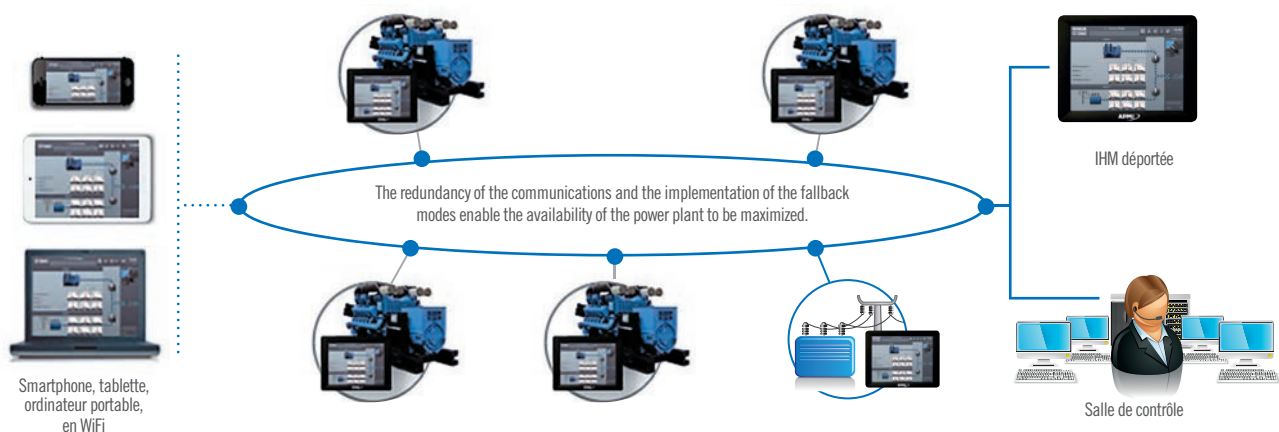 The redundancy of the communications and the implementation of the fallback
modes enable the availability of the power plant to be maximized.
IHM déportée
Smartphone, tablette,
ordinateur portable,
en WiFi
Salle de contrôle